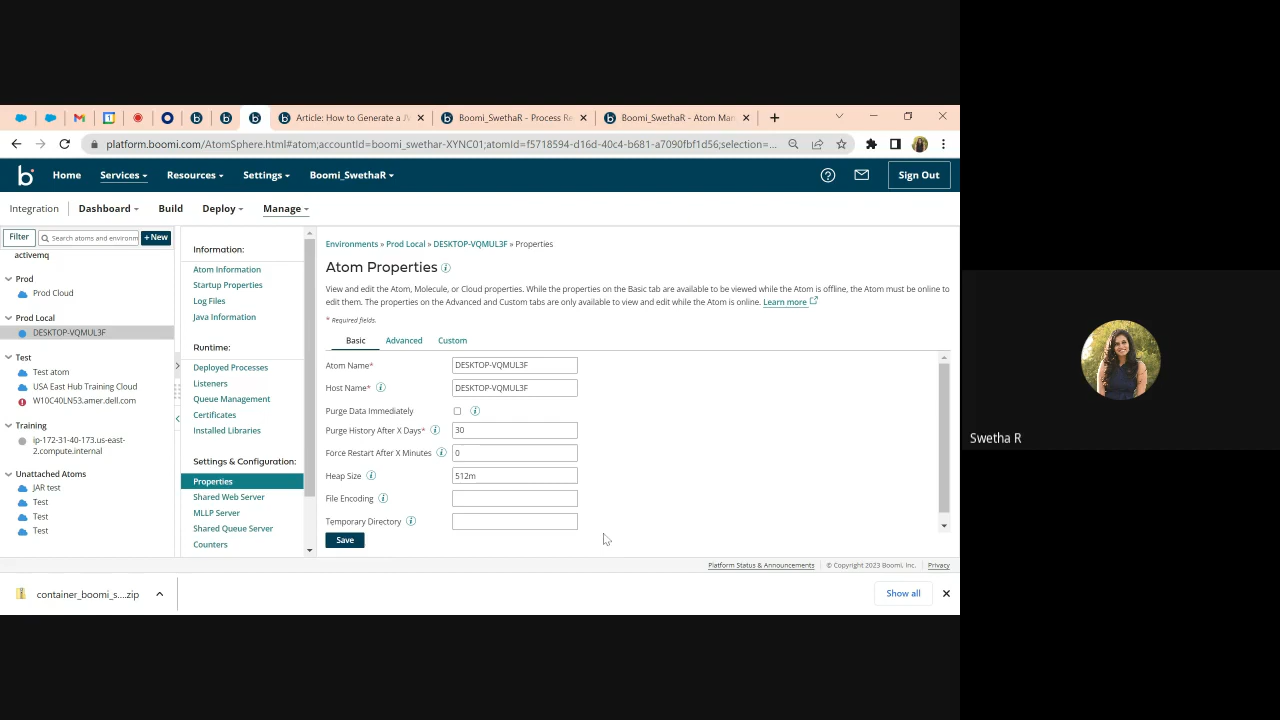 Article: How to Generate a J
Boomi_SwethaR - Process Re
Boomi_SwethaR - Atom Man
platform.boomi.com/AtomSphere.html#atom;accountId=boomi_swethar-XYNC01;atomId=f5718594-d16d-40c4-b681-a7090fbf1d56;selection=...
Home
Services
Resources
Settings
Boomi_SwethaR
Sign Out
Integration
Dashboard
Build
Deploy
Manage
Filter
Search atoms and environm
+New
activemq
Prod
Prod Cloud
Prod Local
DESKTOP-VQMUL3F
Test
Test atom
USA East Hub Training Cloud
W10C40LN53.amer.dell.com
Training
ip-172-31-40-173.us-east-
2.compute.internal
Unattached Atoms
JAR test
Test
Test
Test
Information:
Atom Information
Startup Properties
Log Files
Java Information
Runtime:
Deployed Processes
Listeners
Queue Management
Certificates
Installed Libraries
Settings & Configuration:
Properties
Shared Web Server
MLLP Server
Shared Queue Server
Counters
Environments » Prod Local » DESKTOP-VQMUL3F » Properties
Atom Properties
View and edit the Atom, Molecule, or Cloud properties. While the properties on the Basic tab are available to be viewed while the Atom is offline, the Atom must be online to
edit them. The properties on the Advanced and Custom tabs are only available to view and edit while the Atom is online. Learn more
* Required fields.
Basic
Advanced
Custom
Atom Name* DESKTOP-VQMUL3F
Host Name* DESKTOP-VQMUL3F
Purge Data Immediately
Purge History After X Days* 30
Force Restart After X Minutes 0
Heap Size 512m
File Encoding
Temporary Directory
Save
Platform Status & Announcements
© Copyright 2023 Boomi, Inc.
Privacy
container_boomi_s....zip
Show all
Swetha R